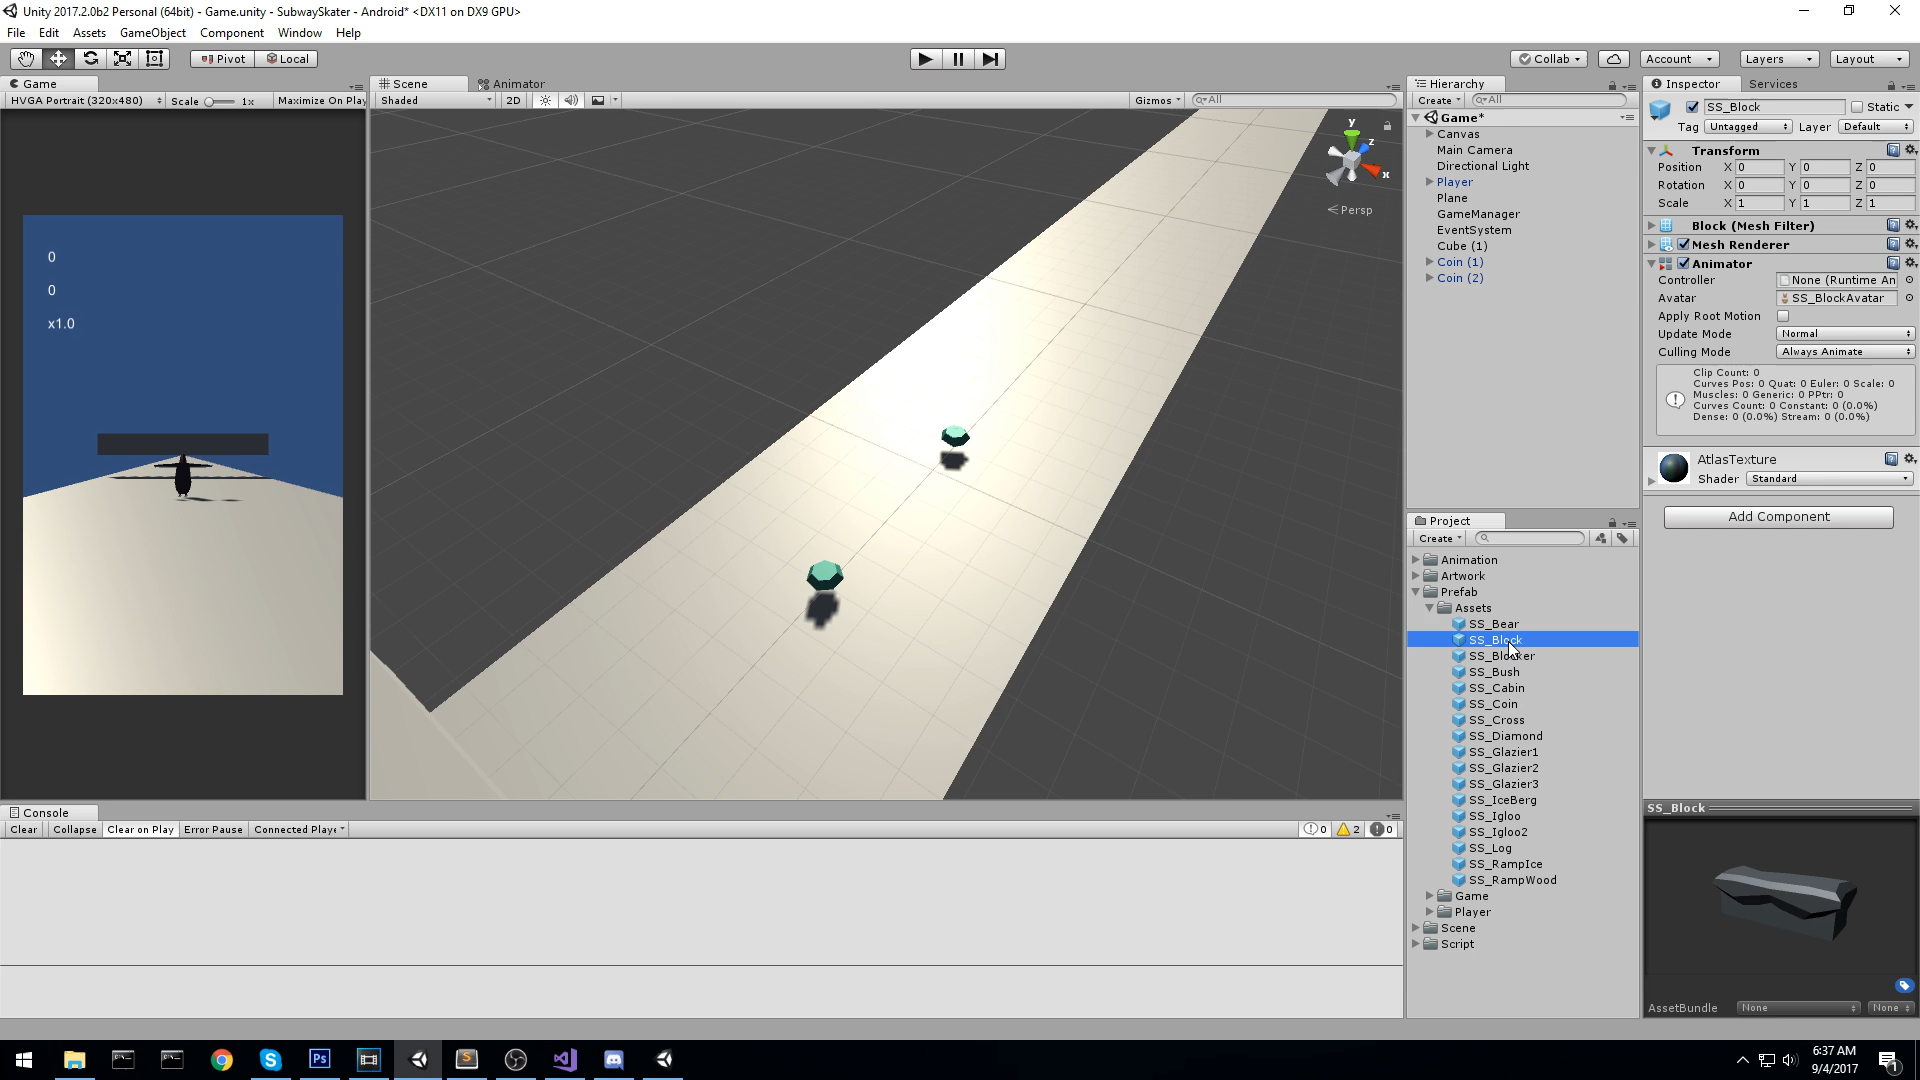 Unity 2017.2.0b2 Personal (64bit) - Game.unity - SubwaySkater - Android* <DX11 on DX9 GPU>
File Edit Assets GameObject Component Window Help
Pivot Local
Collab Account Layers Layout
Game
HVGA Portrait (320x480) Scale 1x Maximize On Play
0
0
x1.0
Scene Animator
Shaded 2D Gizmos All
y
z
x
Persp
Console
Clear Collapse Clear on Play Error Pause Connected Playe
0 2 0
Hierarchy
Create All
Game*
Canvas
Main Camera
Directional Light
Player
Plane
GameManager
EventSystem
Cube (1)
Coin (1)
Coin (2)
Project
Create
Animation
Artwork
Prefab
Assets
SS_Bear
SS_Block
SS_Blocker
SS_Bush
SS_Cabin
SS_Coin
SS_Cross
SS_Diamond
SS_Glazier1
SS_Glazier2
SS_Glazier3
SS_IceBerg
SS_Igloo
SS_Igloo2
SS_Log
SS_RampIce
SS_RampWood
Game
Player
Scene
Script
Inspector Services
SS_Block Static
Tag Untagged Layer Default
Transform
Position X 0 Y 0 Z 0
Rotation X 0 Y 0 Z 0
Scale X 1 Y 1 Z 1
Block (Mesh Filter)
Mesh Renderer
Animator
Controller None (Runtime An
Avatar SS_BlockAvatar
Apply Root Motion
Update Mode Normal
Culling Mode Always Animate
Clip Count: 0
Curves Pos: 0 Quat: 0 Euler: 0 Scale: 0
Muscles: 0 Generic: 0 PPtr: 0
Curves Count: 0 Constant: 0 (0.0%)
Dense: 0 (0.0%) Stream: 0 (0.0%)
AtlasTexture
Shader Standard
Add Component
SS_Block
AssetBundle None None
Ps
6:37 AM
9/4/2017
1